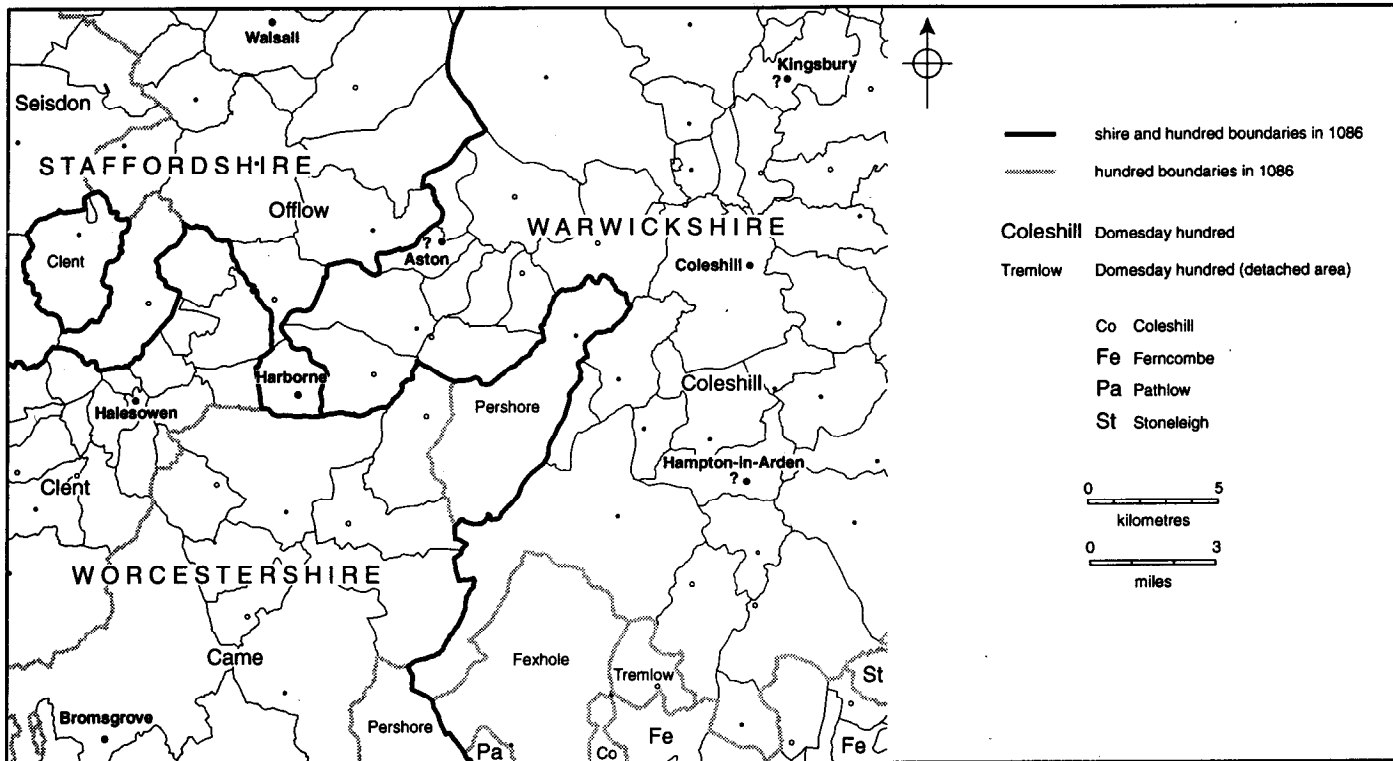 Walsall
Kingsbury
?
Seisdon
STAFFORDSHIRE
Offlow
WARWICKSHIRE
?
Aston
Clent
Coleshill
Harborne
Coleshill
Halesowen
Pershore
Hampton-in-Arden
?
Clent
WORCESTERSHIRE
Came
Fexhole
Tremlow
St
Bromsgrove
Pershore
Pa
Co
Fe
Fe
shire and hundred boundaries in 1086
hundred boundaries in 1086
Coleshill Domesday hundred
Tremlow Domesday hundred (detached area)
Co Coleshill
Fe Ferncombe
Pa Pathlow
St Stoneleigh
0 5
kilometres
0 3
miles